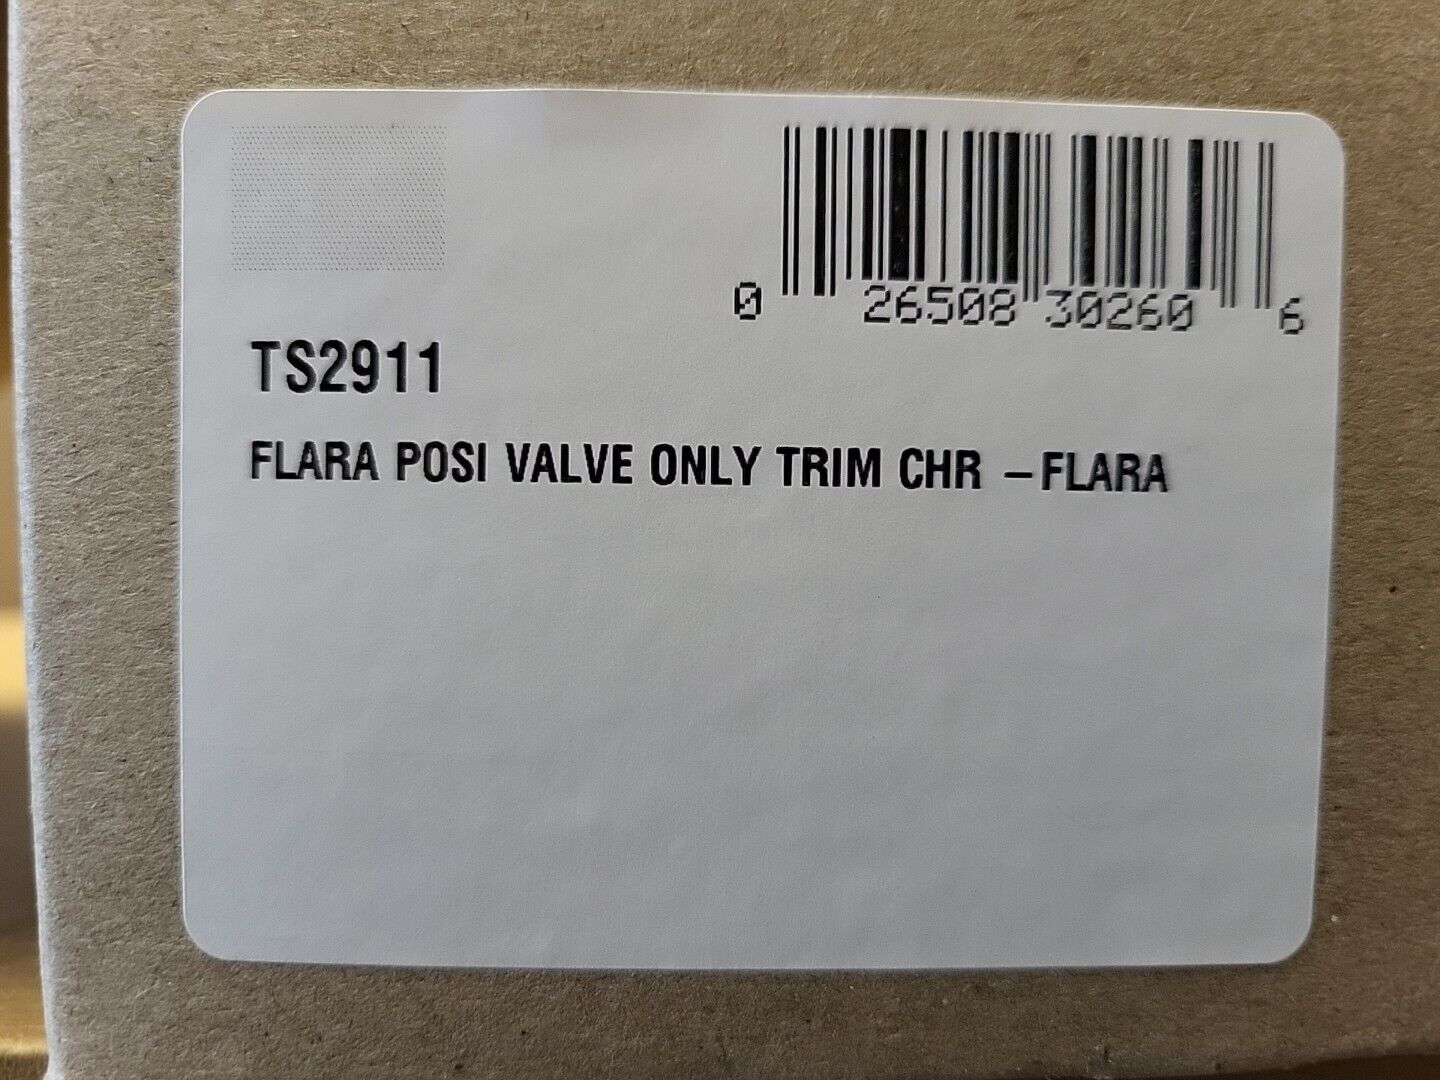 0 26508 30260 6
TS2911
FLARA POSI VALVE ONLY TRIM CHR –FLARA